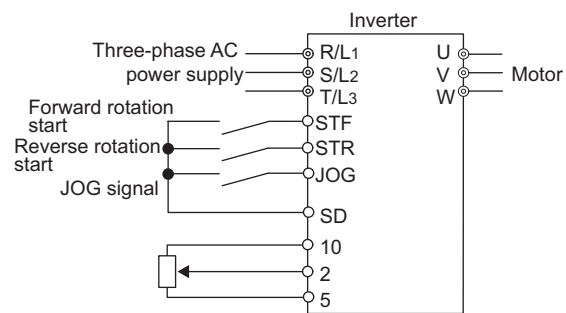 Inverter
Three-phase AC
power supply
R/L1
S/L2
T/L3
U
V
W
Motor
Forward rotation
start
STF
Reverse rotation
start
STR
JOG signal
JOG
SD
10
2
5